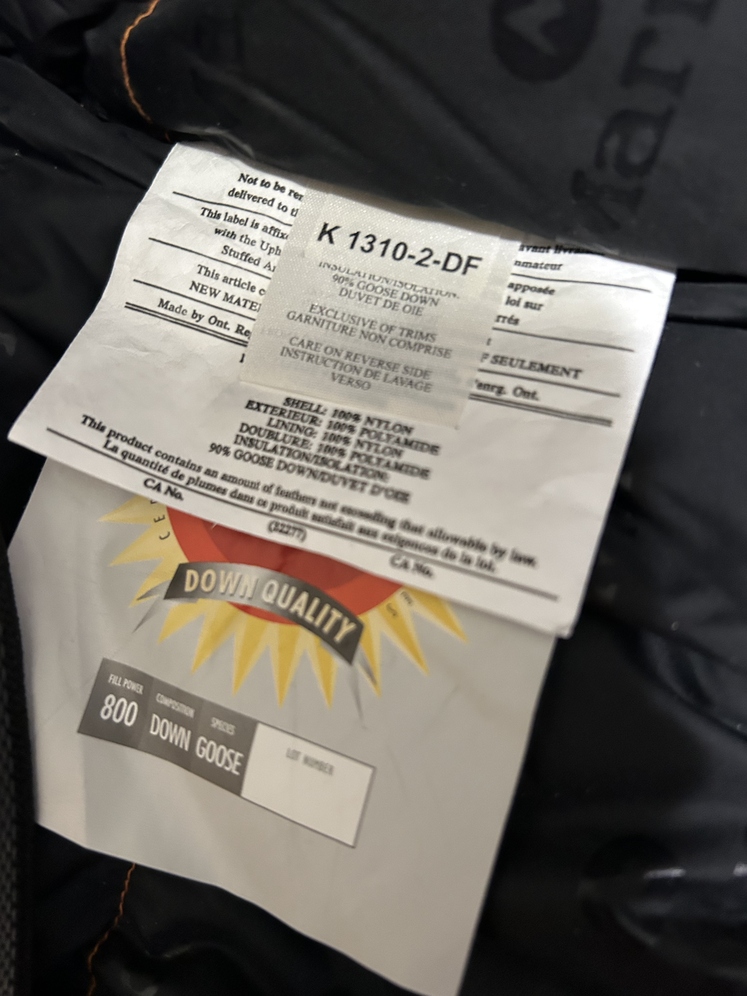 Mar
Not to be re
delivered to t
This label is affix
with the Uph
Stuffed Ar
This article c
NEW MATE
Made by Ont. Re
K 1310-2-DF
INSULATION/ISOLATION:
90% GOOSE DOWN
DUVET DE OIE
EXCLUSIVE OF TRIMS
GARNITURE NON COMPRISE
CARE ON REVERSE SIDE
INSTRUCTION DE LAVAGE
VERSO
avant livrais
mateur
apposée
loi sur
rrés
F SEULEMENT
enrg. Ont.
SHELL: 100% NYLON
EXTERIEUR: 100% POLYAMIDE
LINING: 100% NYLON
DOUBLURE: 100% POLYAMIDE
INSULATION/ISOLATION:
90% GOOSE DOWN/DUVET D'OIE
This product contains an amount of feathers not exceeding that allowable by law.
La quantité de plumes dans ce produit satisfait aux exigences de la loi.
CA No. (32277) CA No.
CE
DOWN QUALITY
FILL POWER COMPOSITION SPECIES LOT NUMBER
800 DOWN GOOSE